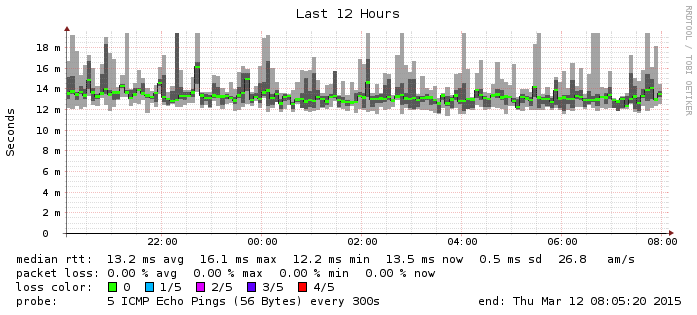 Last 12 Hours
RRDTOOL / TOBI OETIKER
Seconds
18 m
16 m
14 m
12 m
10 m
8 m
6 m
4 m
2 m
0
22:00 00:00 02:00 04:00 06:00 08:00
median rtt: 13.2 ms avg 16.1 ms max 12.2 ms min 13.5 ms now 0.5 ms sd 26.8 am/s
packet loss: 0.00 % avg 0.00 % max 0.00 % min 0.00 % now
loss color: 0 1/5 2/5 3/5 4/5
probe: 5 ICMP Echo Pings (56 Bytes) every 300s end: Thu Mar 12 08:05:20 2015